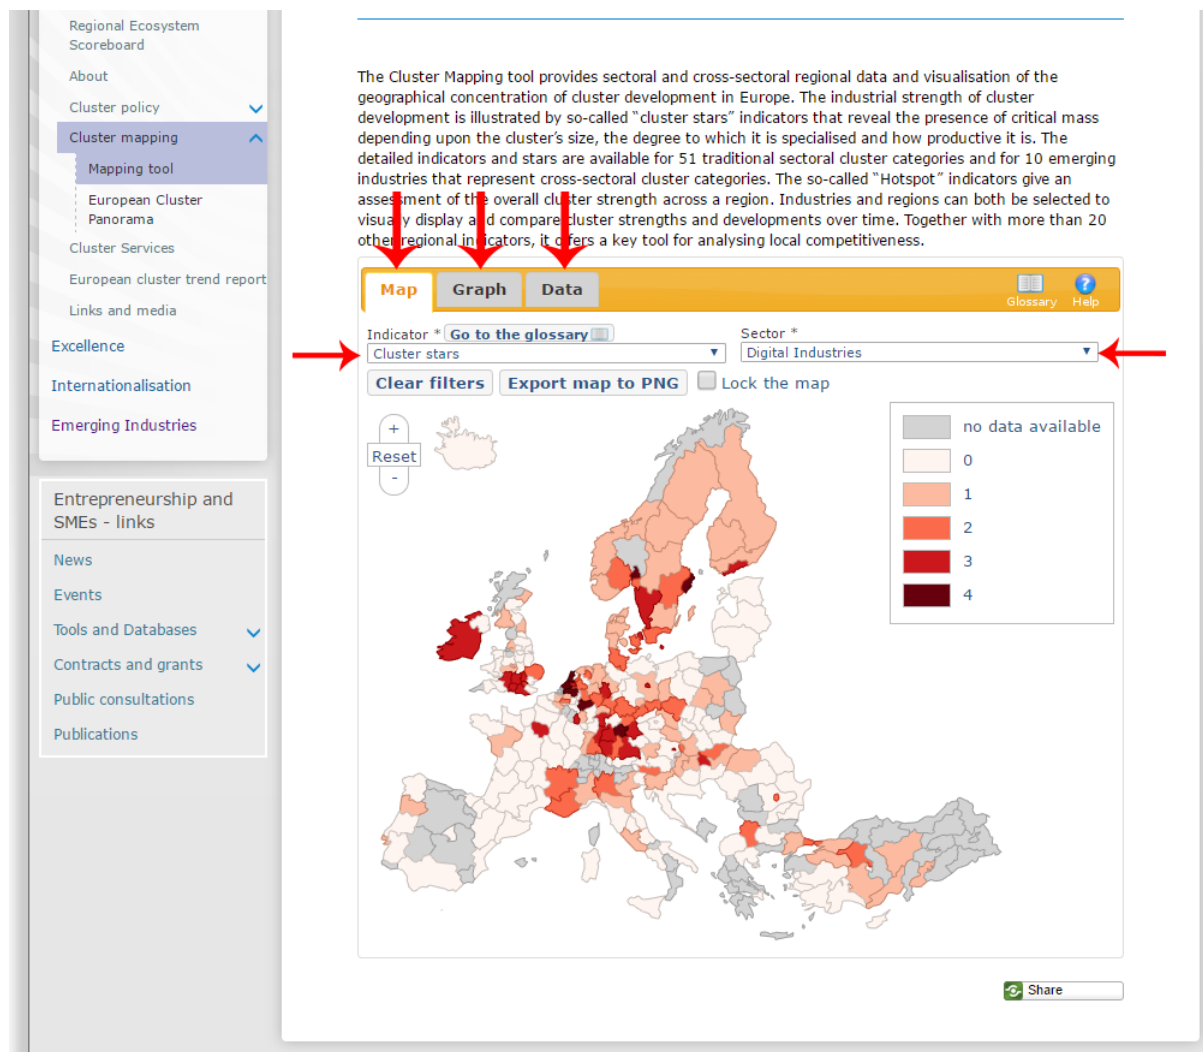 Regional Ecosystem
Scoreboard
About
Cluster policy
Cluster mapping
Mapping tool
European Cluster
Panorama
Cluster Services
European cluster trend report
Links and media
Excellence
Internationalisation
Emerging Industries
Entrepreneurship and
SMEs - links
News
Events
Tools and Databases
Contracts and grants
Public consultations
Publications
The Cluster Mapping tool provides sectoral and cross-sectoral regional data and visualisation of the
geographical concentration of cluster development in Europe. The industrial strength of cluster
development is illustrated by so-called "cluster stars" indicators that reveal the presence of critical mass
depending upon the cluster's size, the degree to which it is specialised and how productive it is. The
detailed indicators and stars are available for 51 traditional sectoral cluster categories and for 10 emerging
industries that represent cross-sectoral cluster categories. The so-called "Hotspot" indicators give an
assessment of the overall cluster strength across a region. Industries and regions can both be selected to
visually display and compare cluster strengths and developments over time. Together with more than 20
other regional indicators, it offers a key tool for analysing local competitiveness.
Map Graph Data Glossary Help
Indicator * Go to the glossary Sector *
Cluster stars Digital Industries
Clear filters Export map to PNG Lock the map
+
Reset
-
no data available
0
1
2
3
4
Share